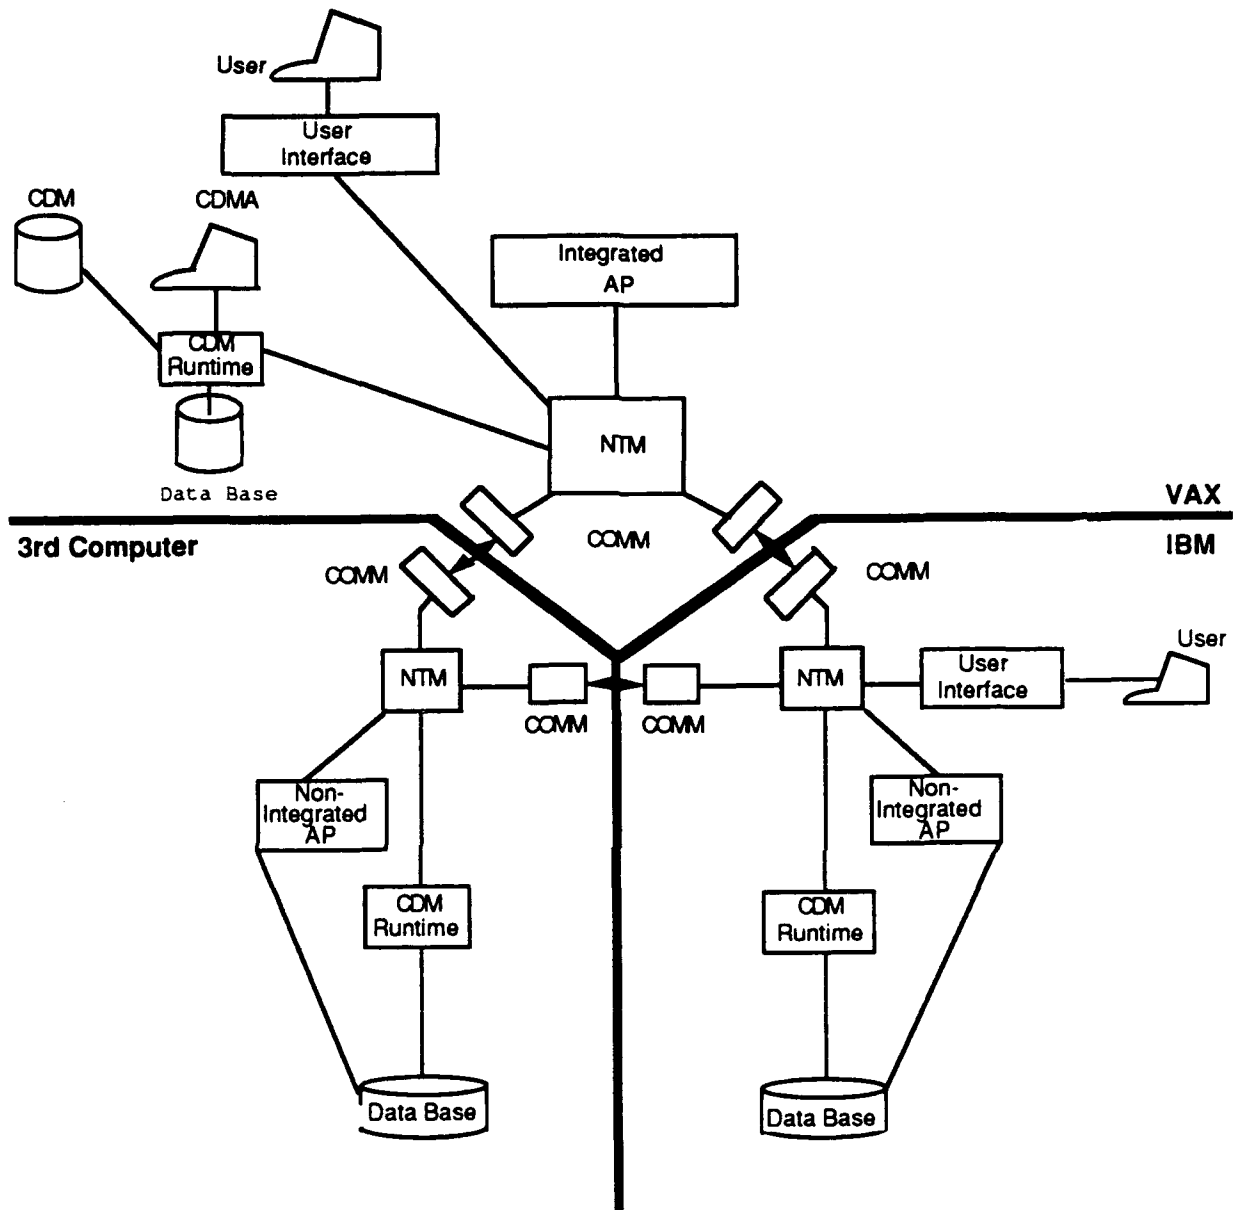 User
User
Interface
CDM
CDMA
Integrated
AP
CDM
Runtime
NTM
Data Base
VAX
3rd Computer
COMM
IBM
COMM
COMM
User
NTM
NTM
User
Interface
COMM
COMM
Non-
Integrated
AP
Non-
Integrated
AP
CDM
Runtime
CDM
Runtime
Data Base
Data Base